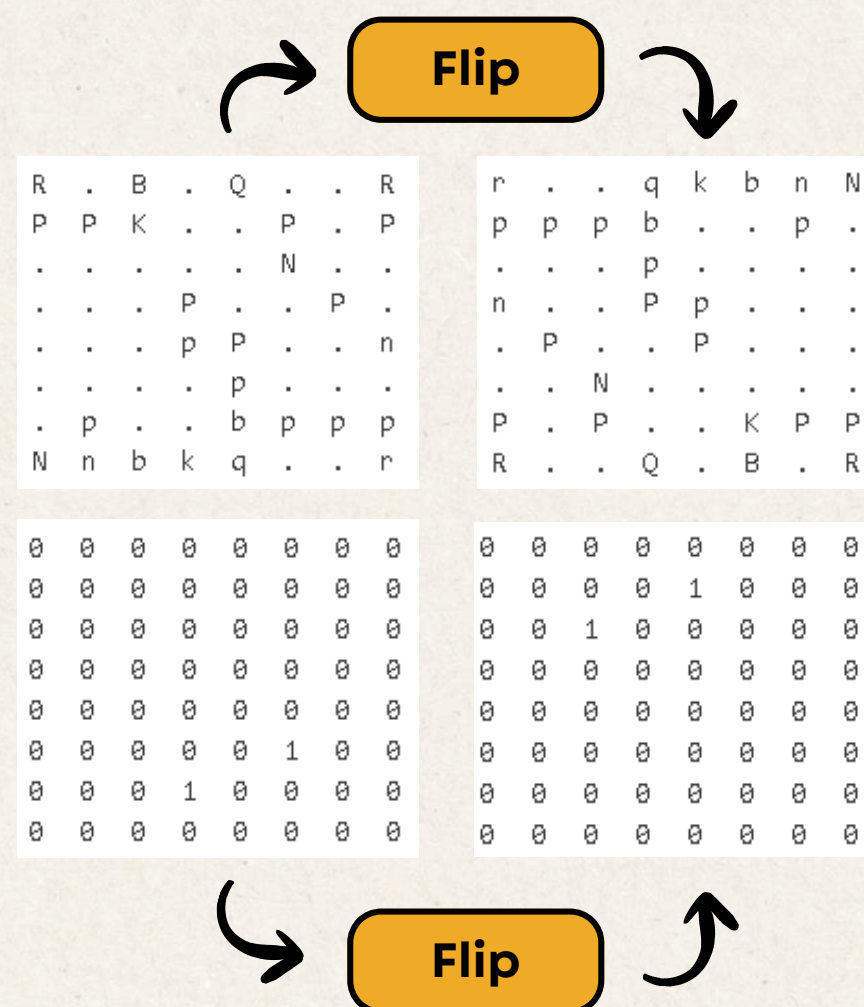 Flip
R . B . Q . . R
P P K . . P . P
. . . . . N . .
. . . P . . P .
. . . p P . . n
. . . . p . . .
. p . . b p p p
N n b k q . . r
r . . q k b n N
p p p b . . p .
. . . p . . . .
n . . P p . . .
. P . . P . . .
. . N . . . . .
P . P . . K P P
R . . Q . B . R
0 0 0 0 0 0 0 0
0 0 0 0 0 0 0 0
0 0 0 0 0 0 0 0
0 0 0 0 0 0 0 0
0 0 0 0 0 0 0 0
0 0 0 0 0 1 0 0
0 0 0 1 0 0 0 0
0 0 0 0 0 0 0 0
0 0 0 0 0 0 0 0
0 0 0 0 1 0 0 0
0 0 1 0 0 0 0 0
0 0 0 0 0 0 0 0
0 0 0 0 0 0 0 0
0 0 0 0 0 0 0 0
0 0 0 0 0 0 0 0
0 0 0 0 0 0 0 0
Flip